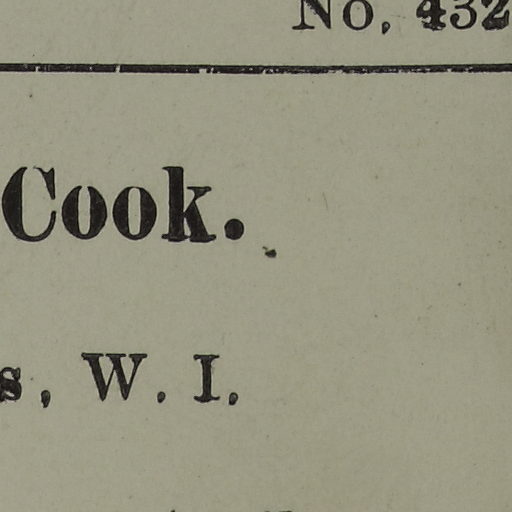 No. 432
Cook.
s, W. I.